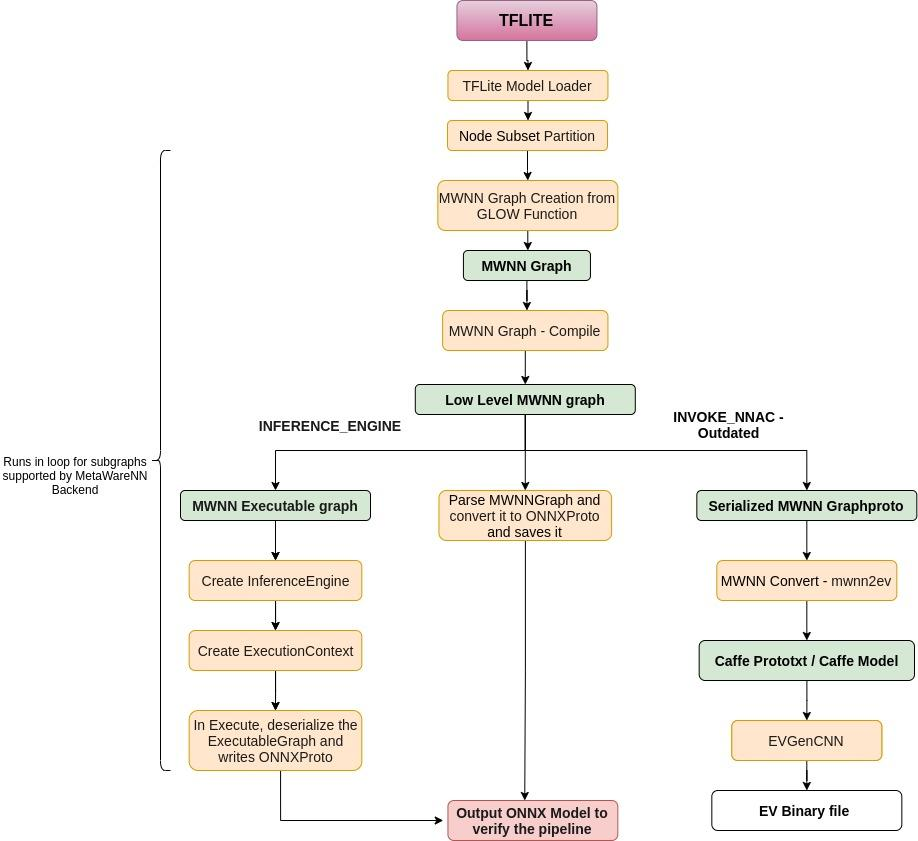 TFLITE
TFLite Model Loader
Node Subset Partition
MWNN Graph Creation from
GLOW Function
MWNN Graph
MWNN Graph - Compile
Low Level MWNN graph
INFERENCE_ENGINE
INVOKE_NNAC -
Outdated
Runs in loop for subgraphs
supported by MetaWareNN
Backend
MWNN Executable graph
Parse MWNNGraph and
convert it to ONNXProto
and saves it
Serialized MWNN Graphproto
Create InferenceEngine
MWNN Convert - mwnn2ev
Create ExecutionContext
Caffe Prototxt / Caffe Model
In Execute, deserialize the
ExecutableGraph and
writes ONNXProto
EVGenCNN
Output ONNX Model to
verify the pipeline
EV Binary file